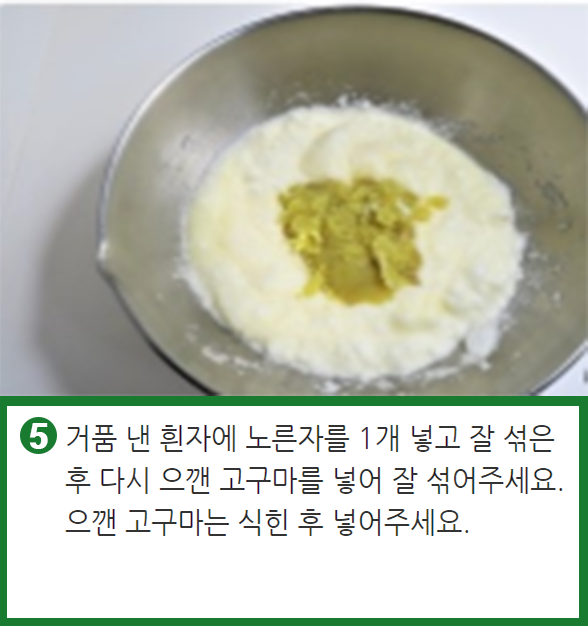 5 거품 낸 흰자에 노른자를 1개 넣고 잘 섞은
후 다시 으깬 고구마를 넣어 잘 섞어주세요.
으깬 고구마는 식힌 후 넣어주세요.